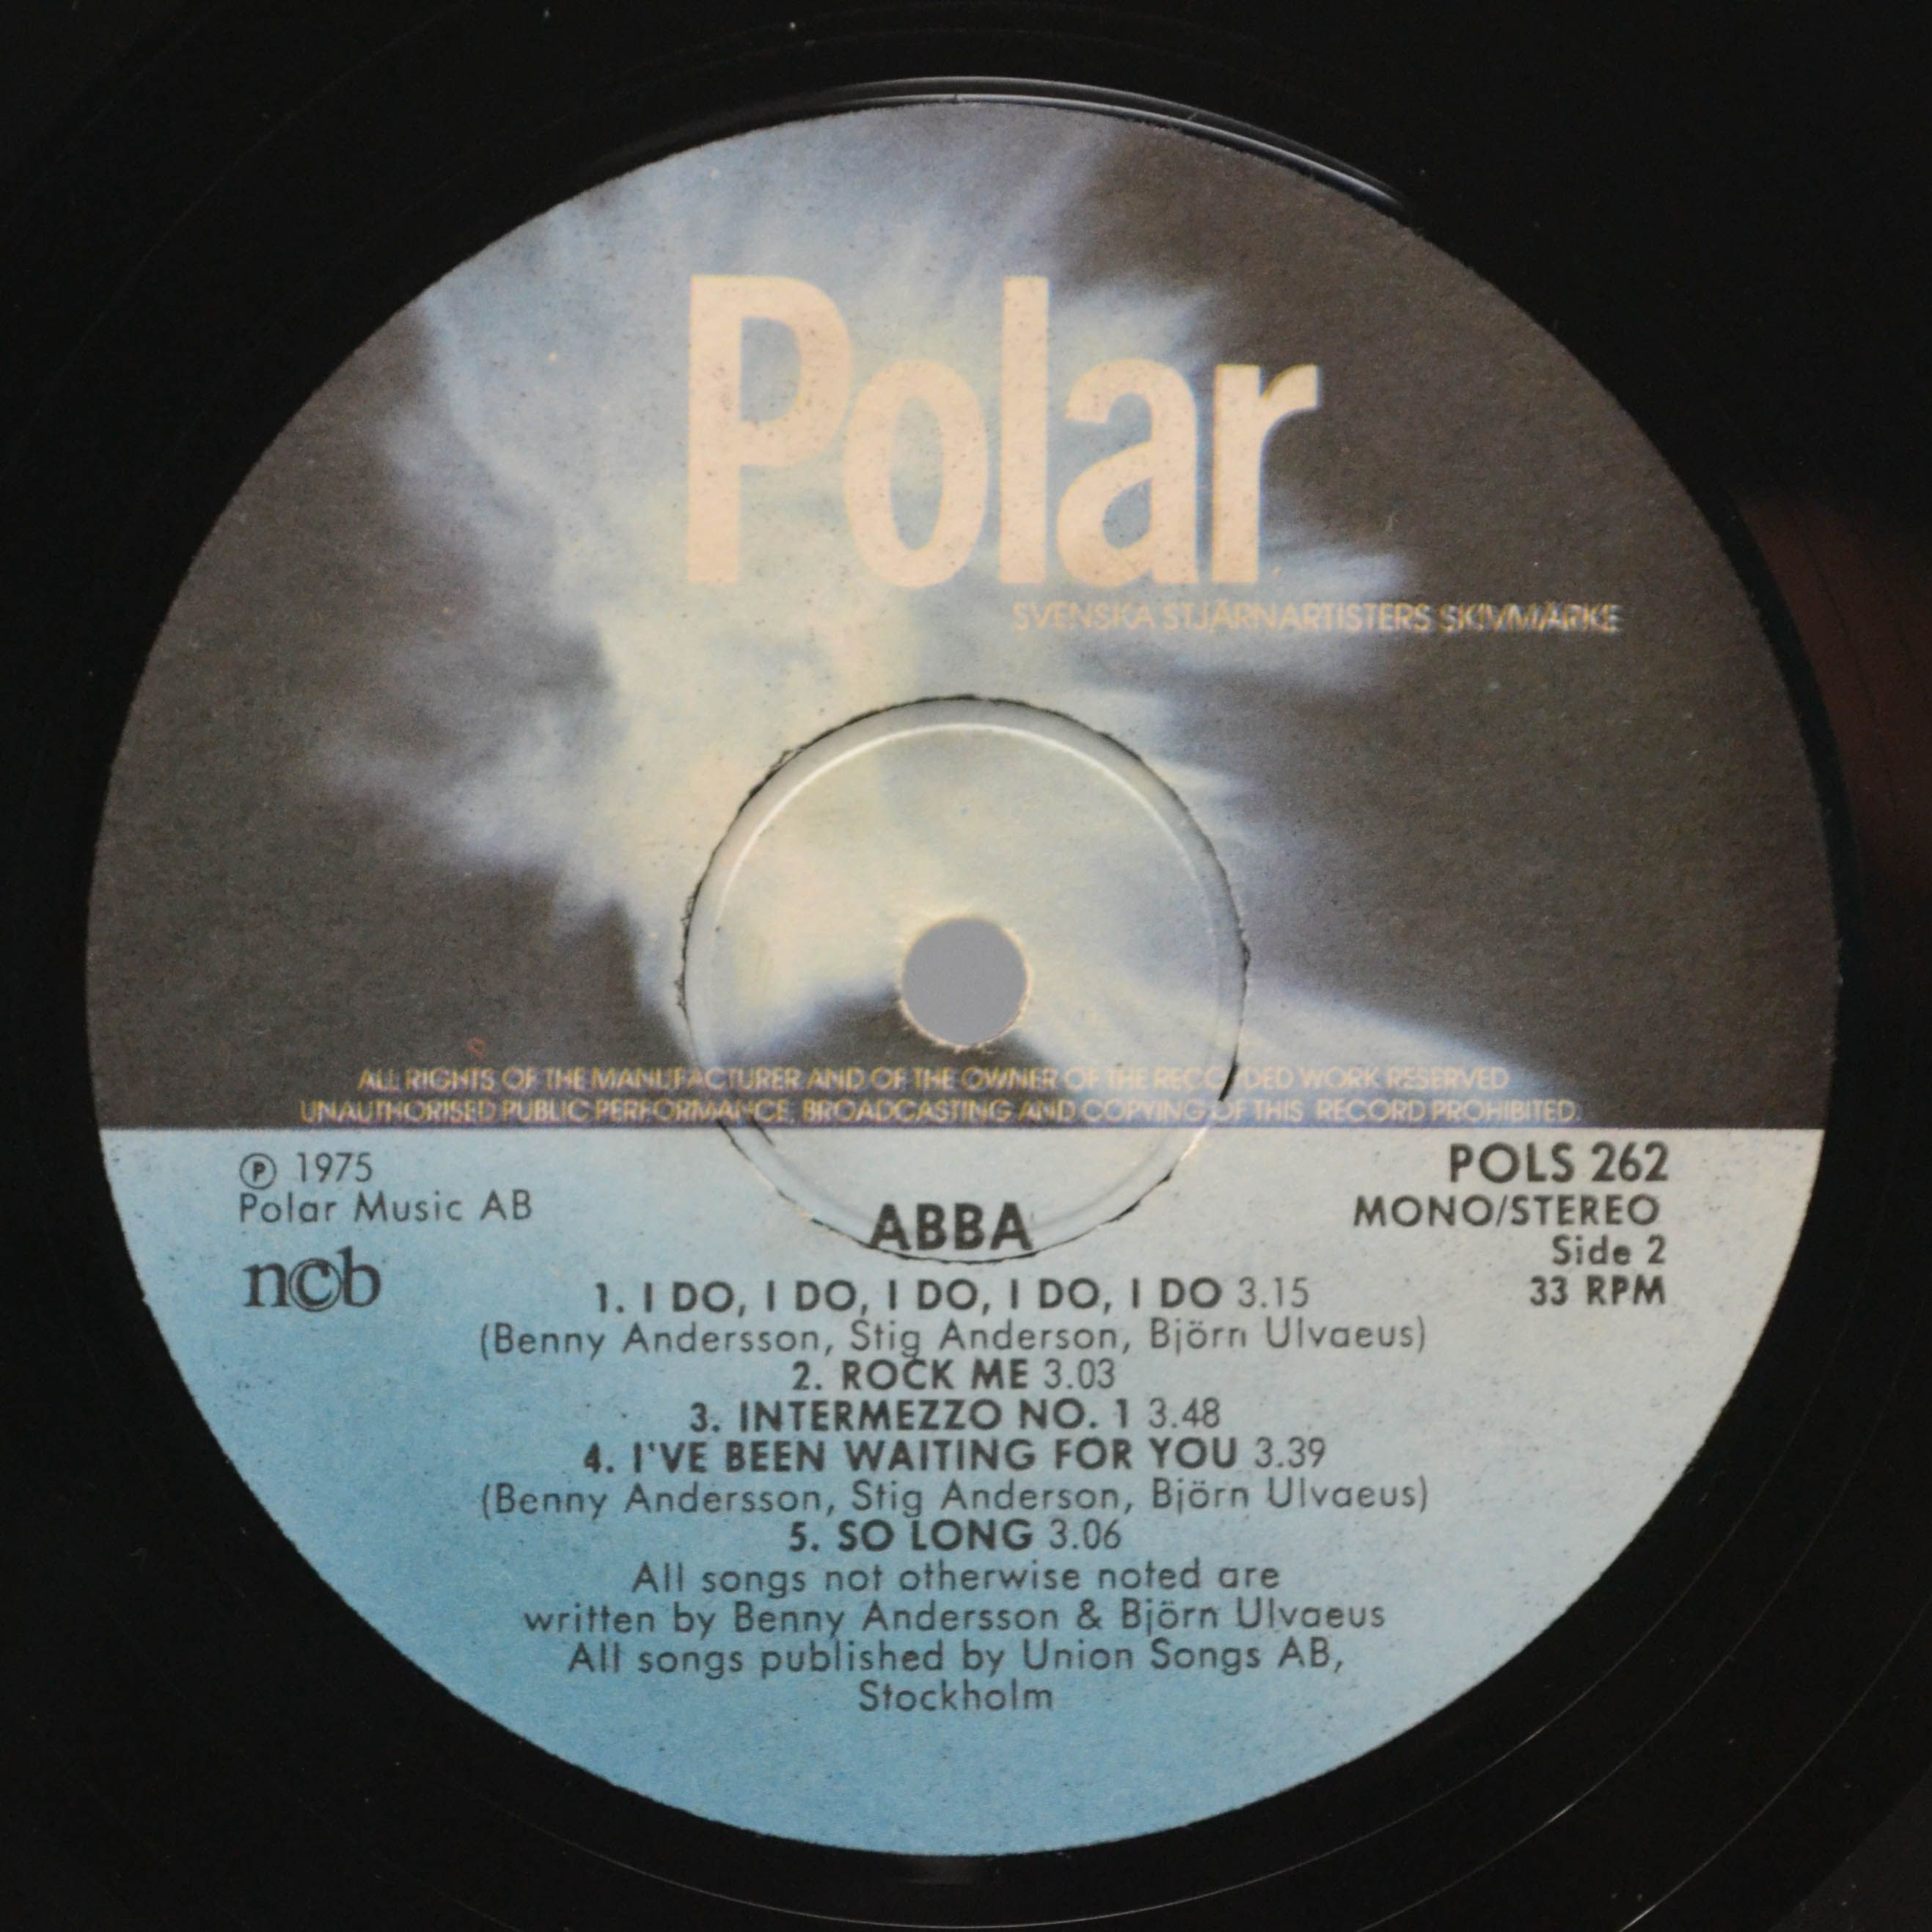 Polar
SVENSKA STJÄRNARTISTERS SKIVMÄRKE
ALL RIGHTS OF THE MANUFACTURER AND OF THE OWNER OF THE RECORDED WORK RESERVED
UNAUTHORISED PUBLIC PERFORMANCE, BROADCASTING AND COPYING OF THIS RECORD PROHIBITED.
℗ 1975
Polar Music AB
ncb
POLS 262
MONO/STEREO
Side 2
33 RPM
ABBA
1. I DO, I DO, I DO, I DO, I DO 3.15
(Benny Andersson, Stig Anderson, Björn Ulvaeus)
2. ROCK ME 3.03
3. INTERMEZZO NO. 1 3.48
4. I'VE BEEN WAITING FOR YOU 3.39
(Benny Andersson, Stig Anderson, Björn Ulvaeus)
5. SO LONG 3.06
All songs not otherwise noted are
written by Benny Andersson & Björn Ulvaeus
All songs published by Union Songs AB,
Stockholm